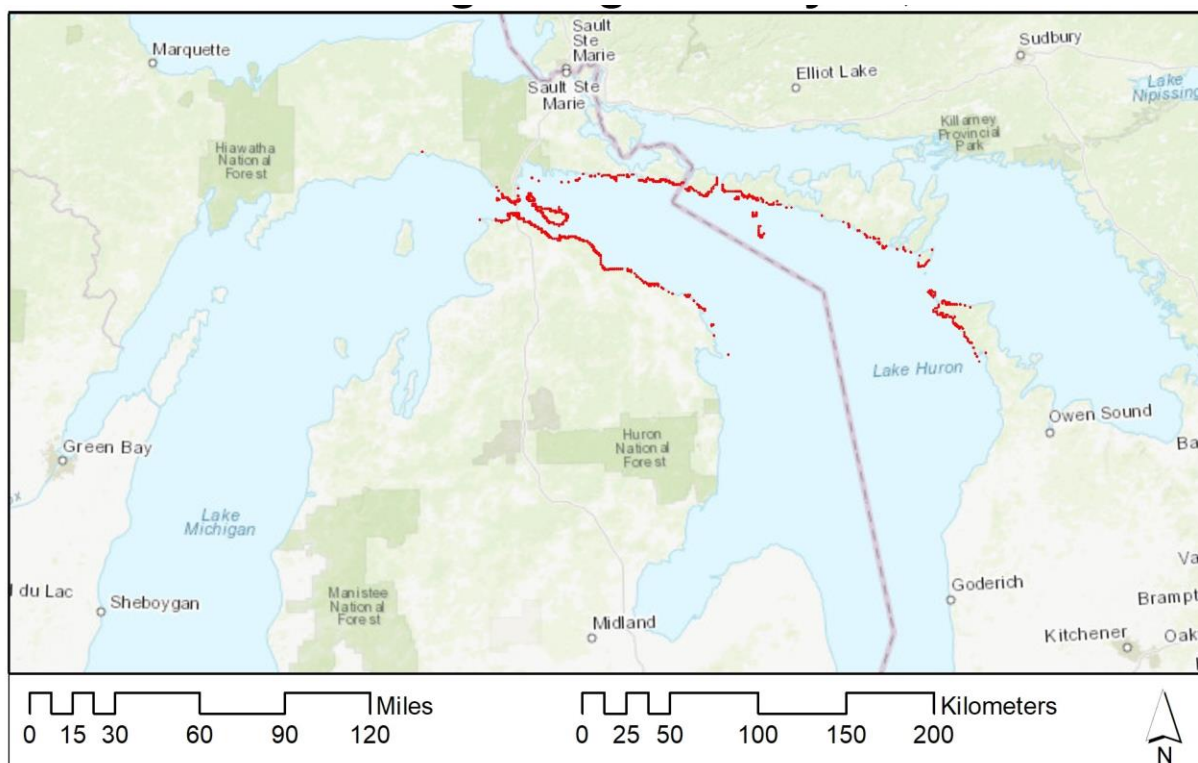 Marquette
Sault
Ste
Marie
Sault Ste
Marie
Elliot Lake
Sudbury
Lake
Nipissing
Killarney
Provincial
Park
Hiawatha
National
Forest
Lake Huron
Owen Sound
Ba
Green Bay
Huron
National
Forest
Lake
Michigan
d du Lac
Sheboygan
Manistee
National
Forest
Midland
Goderich
Va
Brampt
Kitchener
Oak
Miles
0 15 30 60 90 120
Kilometers
0 25 50 100 150 200
N